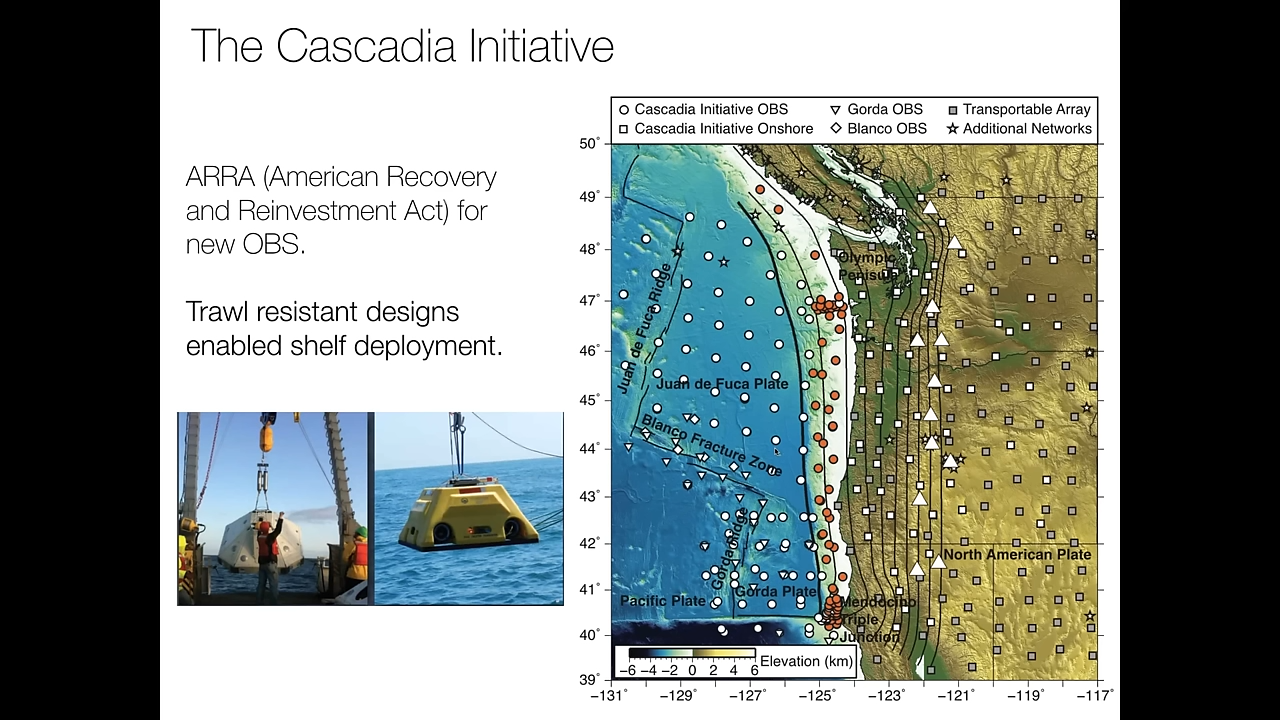 The Cascadia Initiative
ARRA (American Recovery
and Reinvestment Act) for
new OBS.
Trawl resistant designs
enabled shelf deployment.
Cascadia Initiative OBS
Gorda OBS
Transportable Array
Cascadia Initiative Onshore
Blanco OBS
Additional Networks
50°
49°
48°
47°
46°
45°
44°
43°
42°
41°
40°
39°
Olympic
Penisula
Juan de Fuca Ridge
Juan de Fuca Plate
Blanco Fracture Zone
Gorda Ridge
North American Plate
Pacific Plate
Gorda Plate
Mendocino
Triple
Junction
−6 −4 −2 0 2 4 6
Elevation (km)
−131° −129° −127° −125° −123° −121° −119° −117°